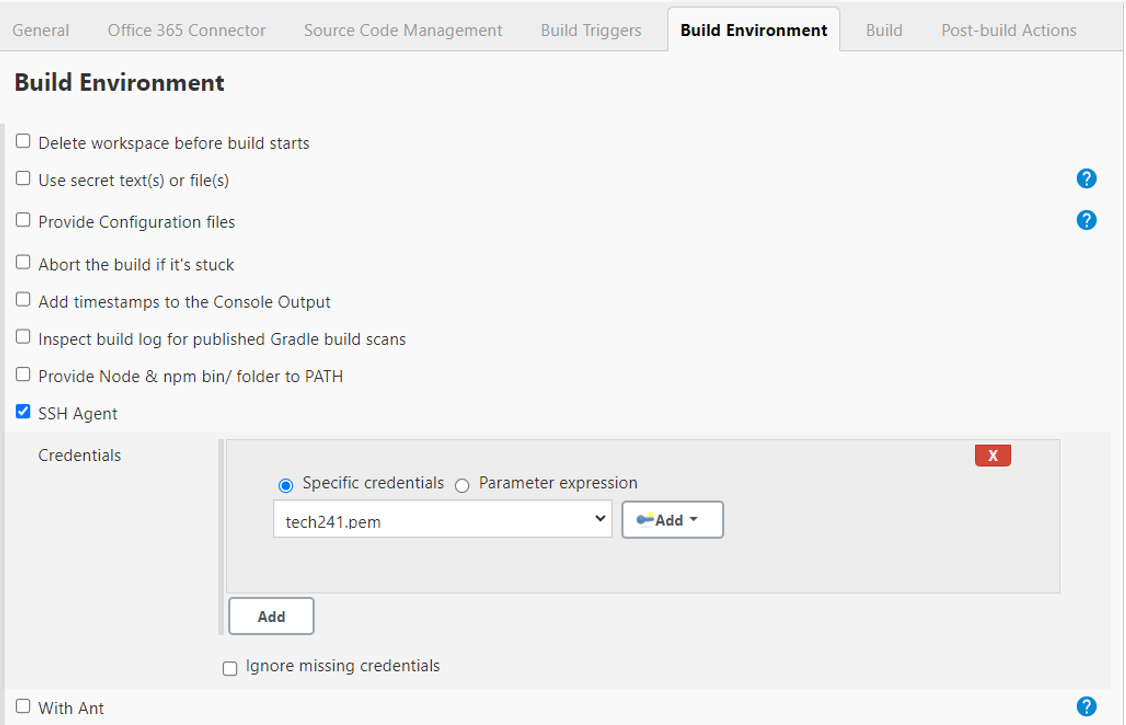 General Office 365 Connector Source Code Management Build Triggers Build Environment Build Post-build Actions
Build Environment
Delete workspace before build starts
Use secret text(s) or file(s) ?
Provide Configuration files ?
Abort the build if it's stuck
Add timestamps to the Console Output
Inspect build log for published Gradle build scans
Provide Node & npm bin/ folder to PATH
SSH Agent
Credentials X
Specific credentials Parameter expression
tech241.pem Add
Add
Ignore missing credentials
With Ant ?